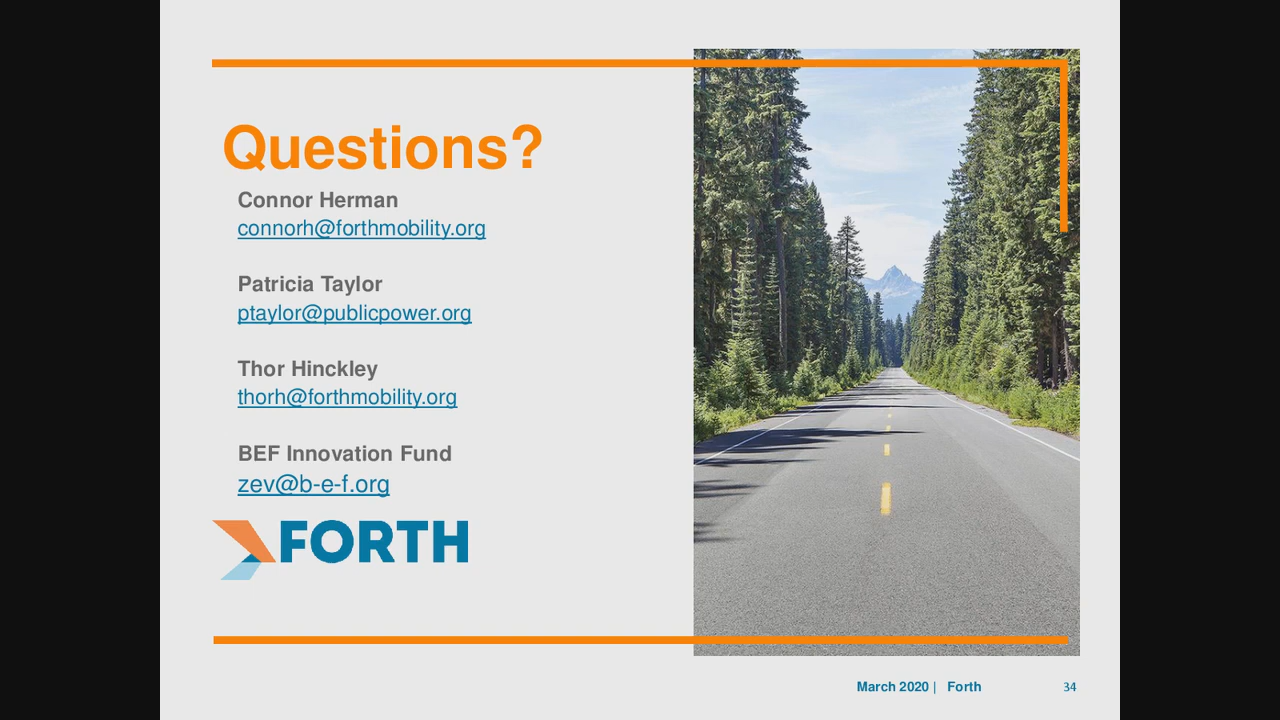 Questions?
Connor Herman
connorh@forthmobility.org
Patricia Taylor
ptaylor@publicpower.org
Thor Hinckley
thorh@forthmobility.org
BEF Innovation Fund
zev@b-e-f.org
FORTH
March 2020 | Forth 34